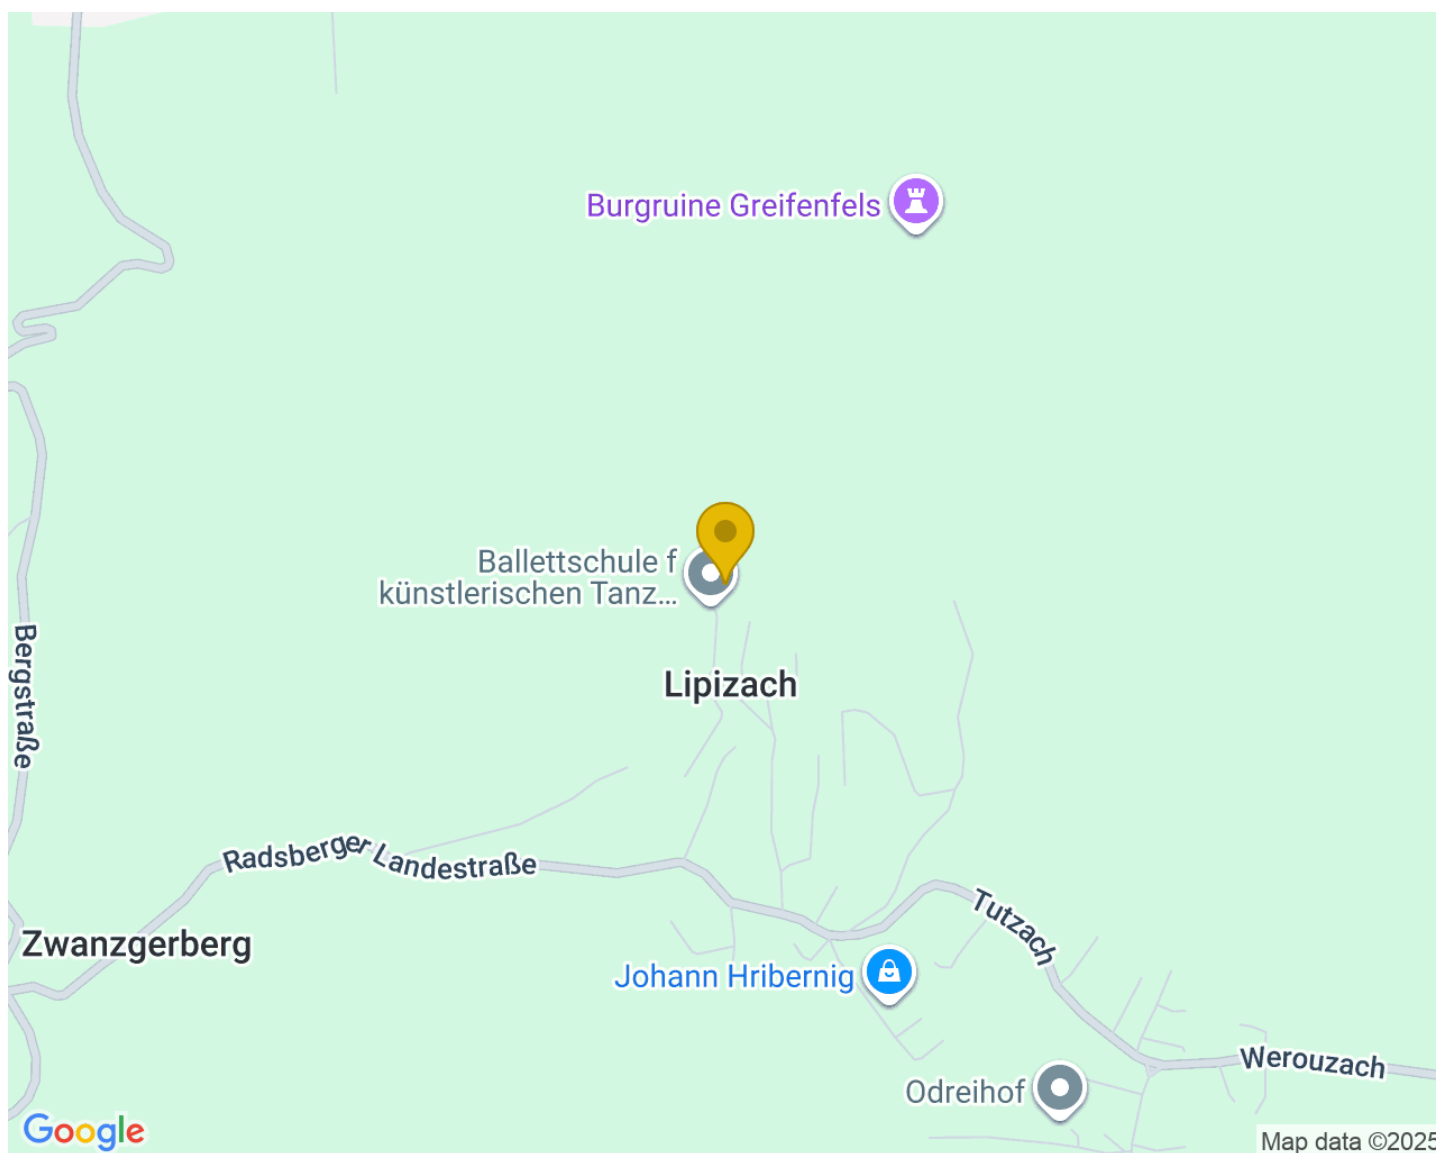 Burgruine Greifenfels
Ballettschule f
künstlerischen Tanz...
Lipizach
Bergstraße
Radsberger Landestraße
Tutzach
Zwanzgerberg
Johann Hribernig
Werouzach
Odreihof
Google
Map data ©2025